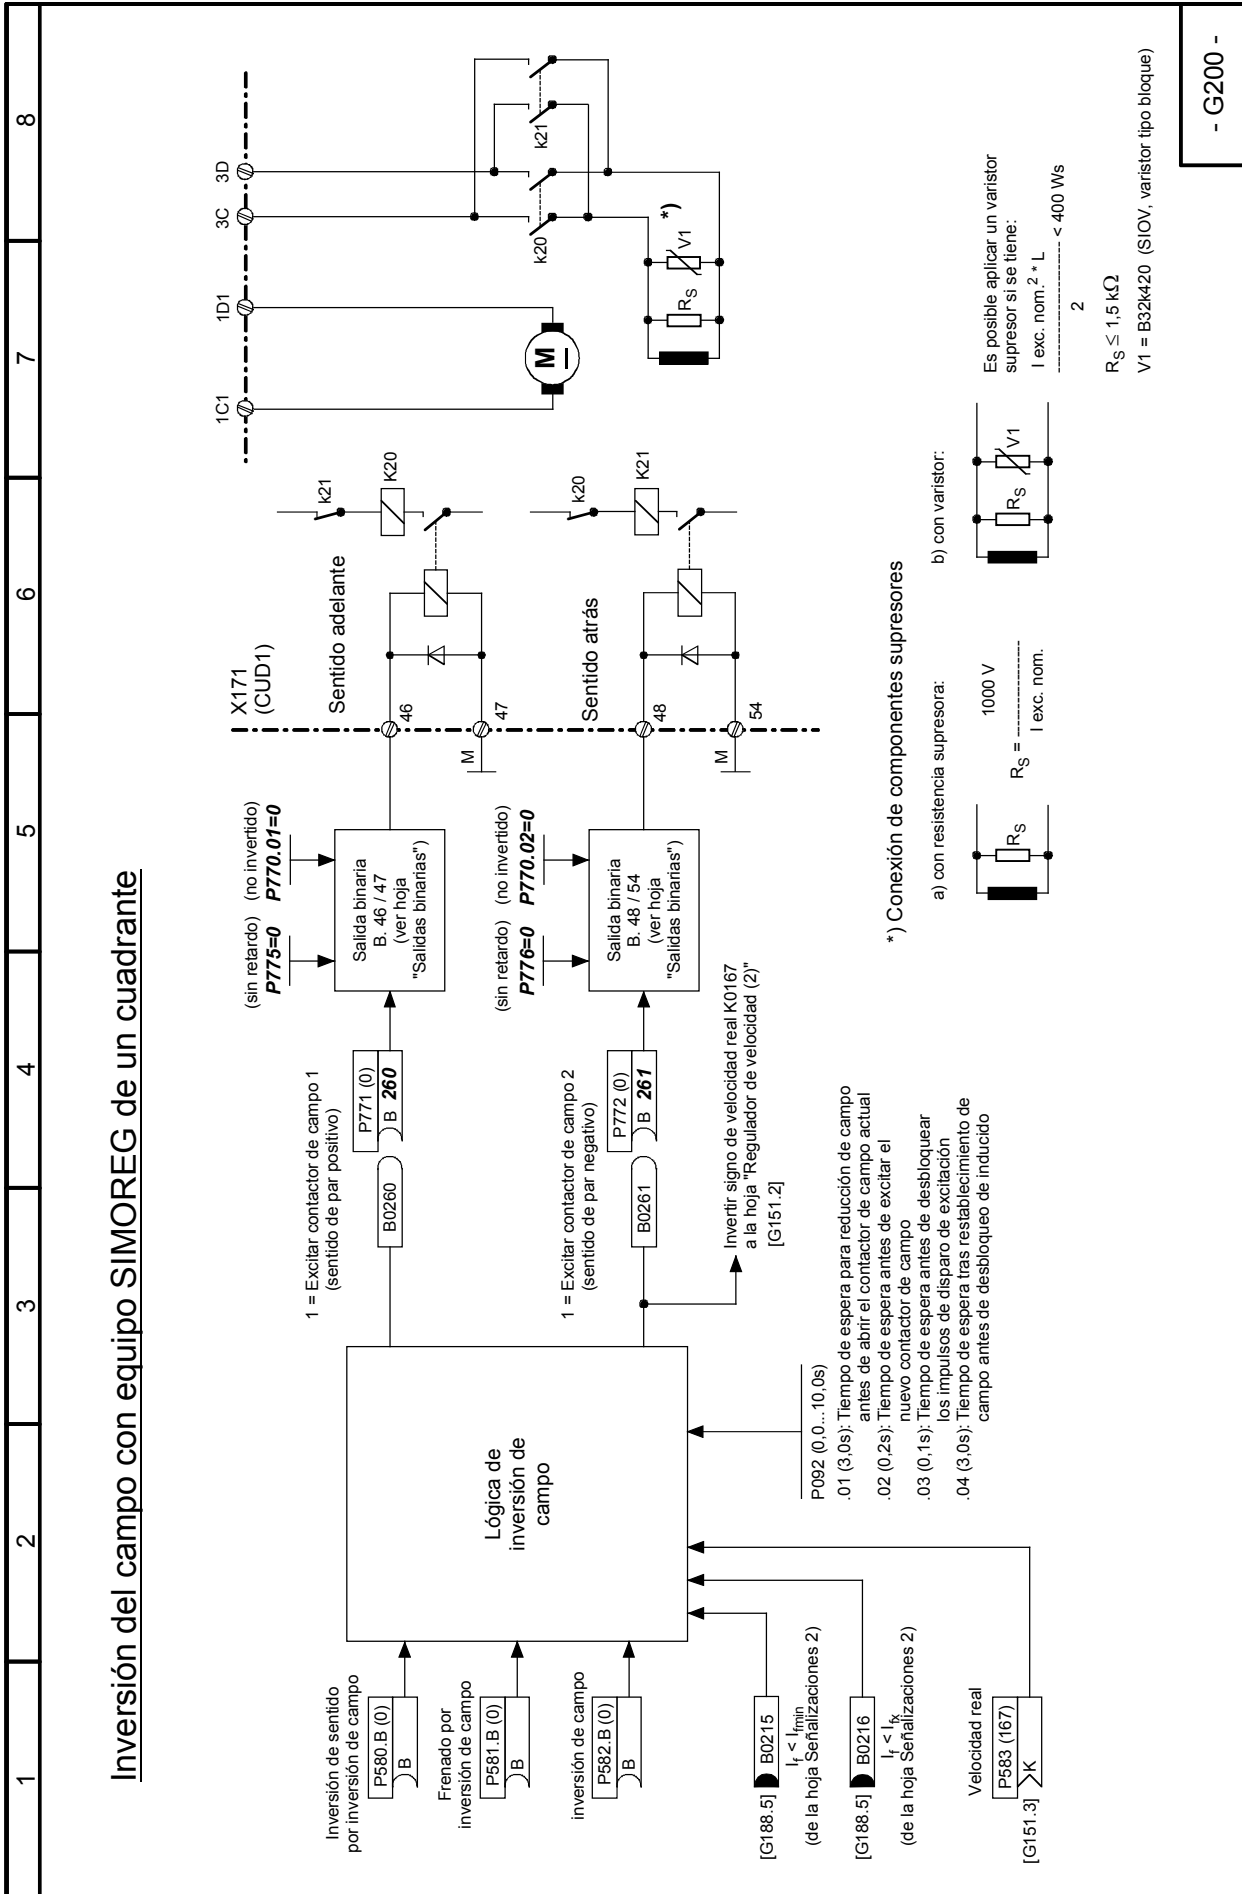 1 2 3 4 5 6 7 8
Inversión del campo con equipo SIMOREG de un cuadrante
Inversión de sentido
por inversión de campo
P580.B (0)
B
Frenado por
inversión de campo
P581.B (0)
B
inversión de campo
P582.B (0)
B
[G188.5]
B0215
If < Ifmin
(de la hoja Señalizaciones 2)
[G188.5]
B0216
If < Ifx
(de la hoja Señalizaciones 2)
Velocidad real
P583 (167)
K
[G151.3]
Lógica de
inversión de
campo
P092 (0,0...10,0s)
.01 (3,0s): Tiempo de espera para reducción de campo
antes de abrir el contactor de campo actual
.02 (0,2s): Tiempo de espera antes de excitar el
nuevo contactor de campo
.03 (0,1s): Tiempo de espera antes de desbloquear
los impulsos de disparo de excitación
.04 (3,0s): Tiempo de espera tras restablecimiento de
campo antes de desbloqueo de inducido
1 = Excitar contactor de campo 1
(sentido de par positivo)
B0260
P771 (0)
B 260
1 = Excitar contactor de campo 2
(sentido de par negativo)
B0261
P772 (0)
B 261
Invertir signo de velocidad real K0167
a la hoja "Regulador de velocidad (2)"
[G151.2]
(sin retardo)
P775=0
(no invertido)
P770.01=0
Salida binaria
B. 46 / 47
(ver hoja
"Salidas binarias")
(sin retardo)
P776=0
(no invertido)
P770.02=0
Salida binaria
B. 48 / 54
(ver hoja
"Salidas binarias")
X171
(CUD1)
Sentido adelante
46
M
47
k21
K20
Sentido atrás
48
M
54
k20
K21
1C1
1D1
3C
3D
M
k20
k21
RS
V1
*)
*) Conexión de componentes supresores
a) con resistencia supresora:
RS
1000 V
RS = ----------------
I exc. nom.
b) con varistor:
RS
V1
Es posible aplicar un varistor
supresor si se tiene:
I exc. nom.² * L
---------------------- < 400 Ws
2
RS ≤ 1,5 kΩ
V1 = B32k420 (SIOV, varistor tipo bloque)
- G200 -